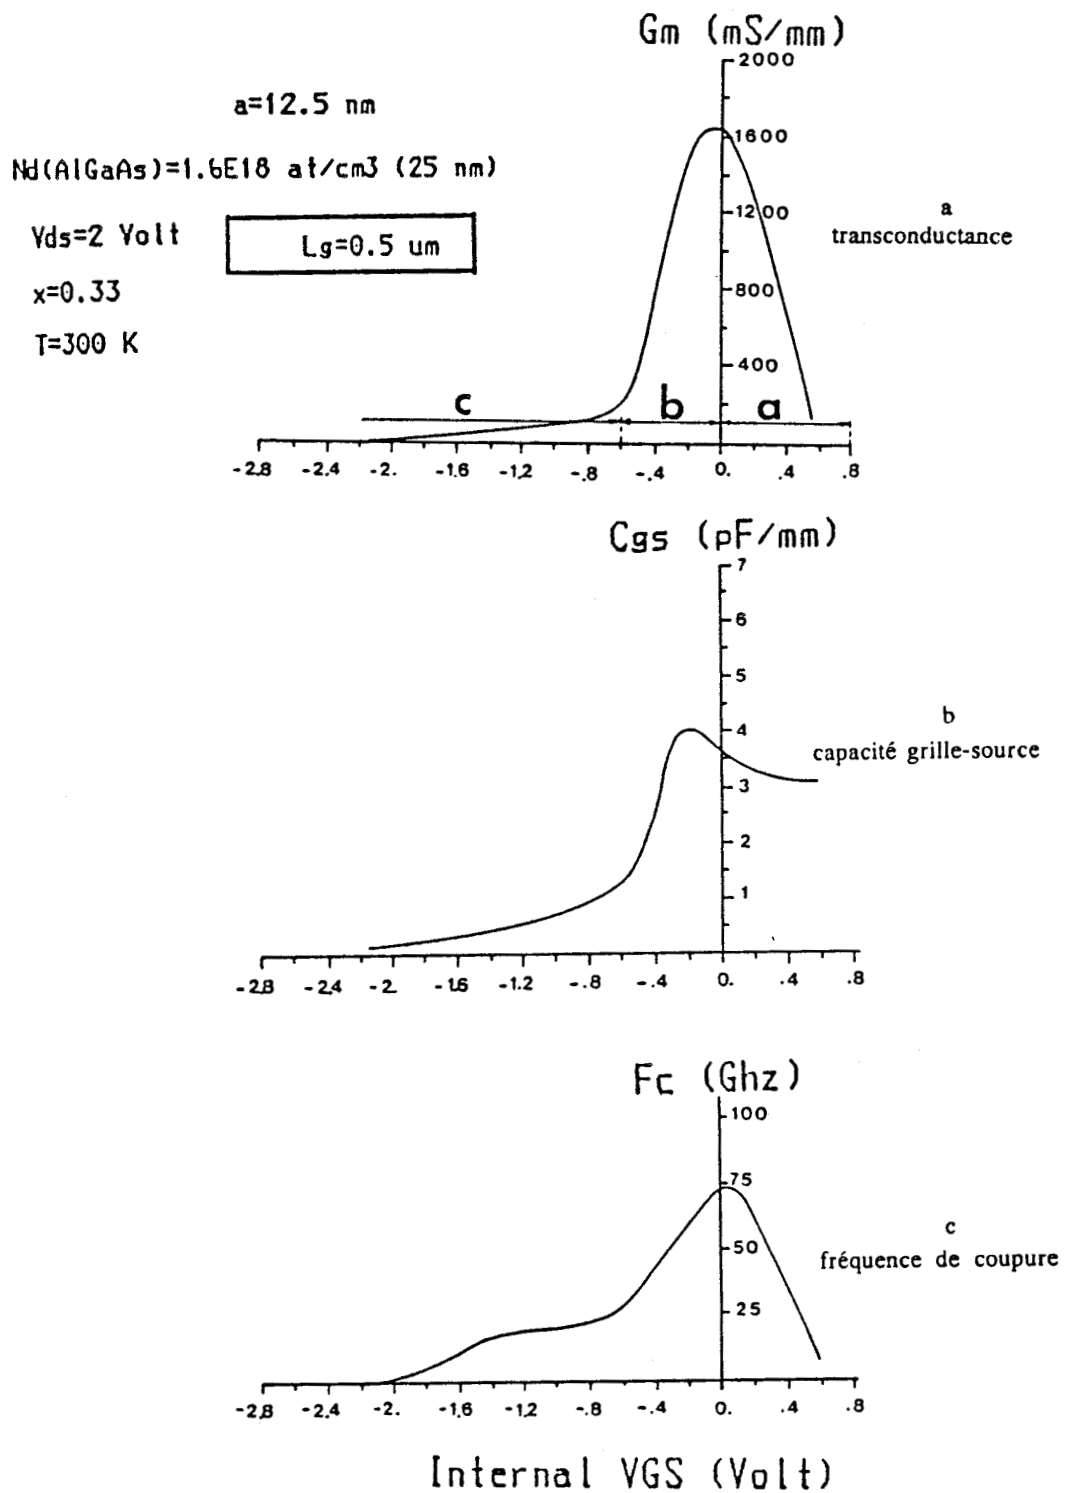 Gm (mS/mm)
2000
1600
1200
800
400
a=12.5 nm
Nd(AlGaAs)=1.6E18 at/cm3 (25 nm)
Vds=2 Volt
Lg=0.5 um
x=0.33
T=300 K
a
transconductance
c b a
-2.8 -2.4 -2. -1.6 -1.2 -.8 -.4 0. .4 .8
Cgs (pF/mm)
7
6
5
4
3
2
1
b
capacité grille-source
-2.8 -2.4 -2. -1.6 -1.2 -.8 -.4 0. .4 .8
Fc (Ghz)
100
75
50
25
c
fréquence de coupure
-2.8 -2.4 -2. -1.6 -1.2 -.8 -.4 0. .4 .8
Internal VGS (Volt)